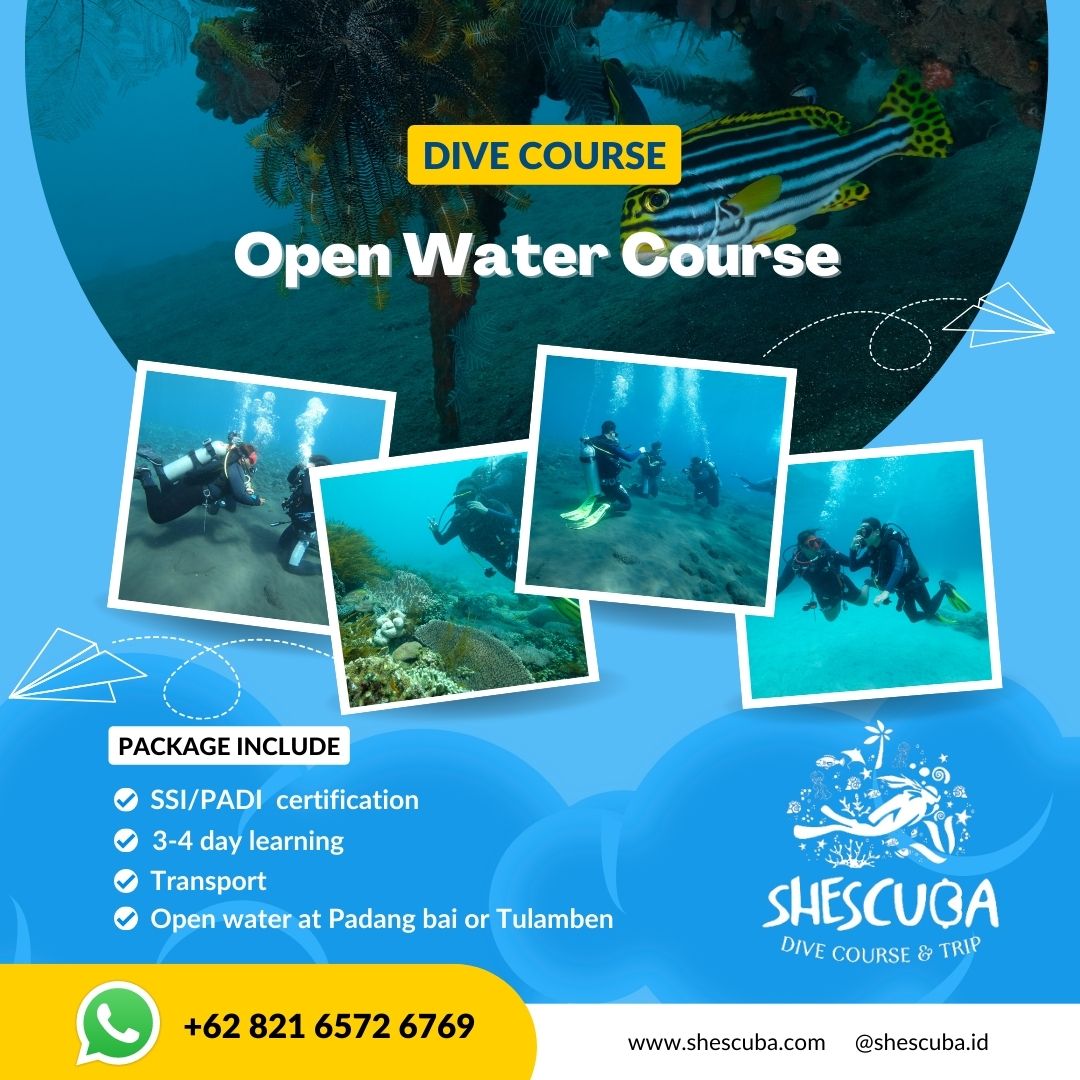 DIVE COURSE
Open Water Course
PACKAGE INCLUDE
SSI/PADI certification
3-4 day learning
Transport
Open water at Padang bai or Tulamben
SHESCUBA
DIVE COURSE & TRIP
+62 821 6572 6769
www.shescuba.com @shescuba.id